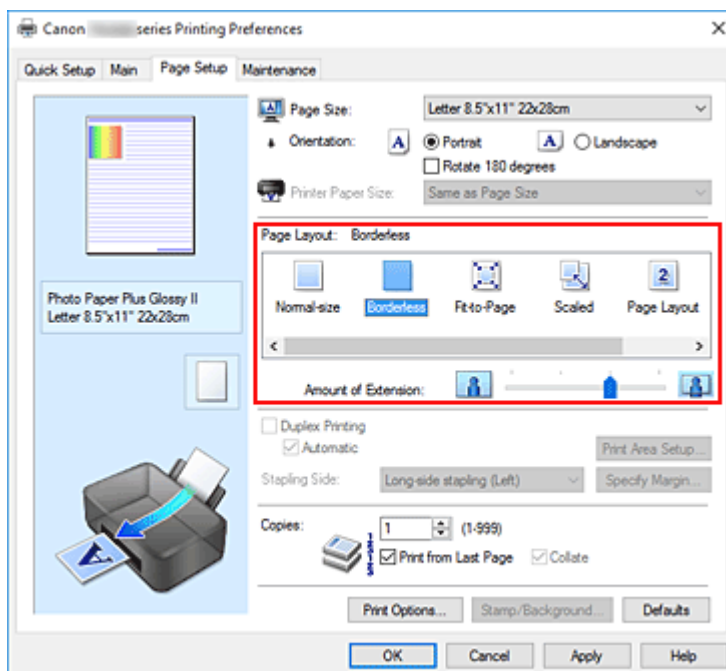 Canon series Printing Preferences
Quick Setup Main Page Setup Maintenance
Page Size: Letter 8.5"x11" 22x28cm
Orientation: A Portrait A Landscape
Rotate 180 degrees
Printer Paper Size: Same as Page Size
Page Layout: Borderless
2
Normal-size Borderless Fit-to-Page Scaled Page Layout
Amount of Extension:
Photo Paper Plus Glossy II
Letter 8.5"x11" 22x28cm
Duplex Printing
Automatic Print Area Setup...
Stapling Side: Long-side stapling (Left) Specify Margin...
Copies: 1 (1-999)
Print from Last Page Collate
A
Print Options... Stamp/Background... Defaults
OK Cancel Apply Help